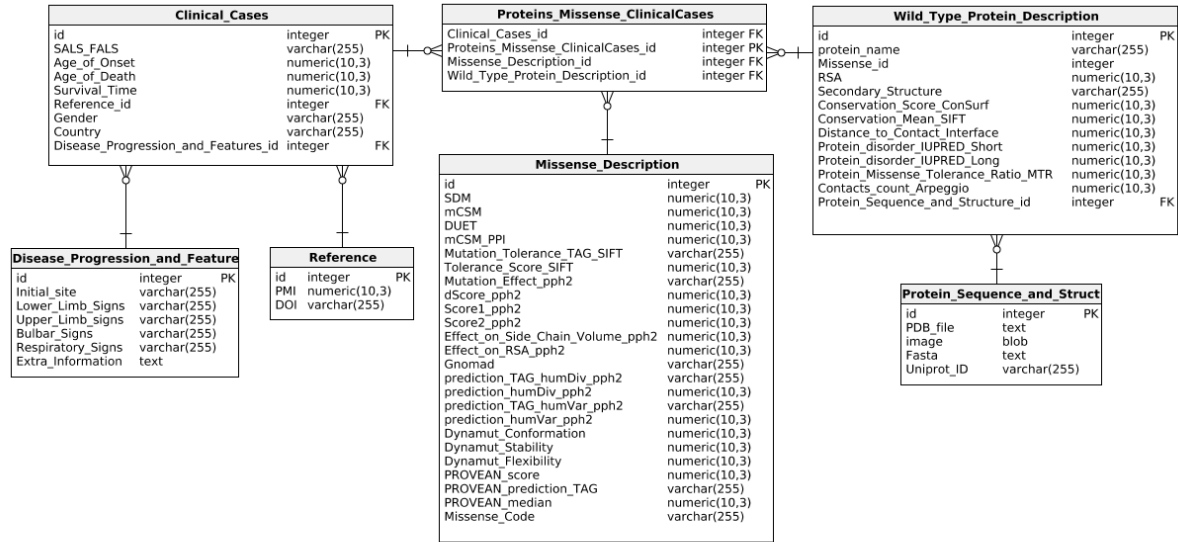 Clinical_Cases
id integer PK
SALS_FALS varchar(255)
Age_of_Onset numeric(10,3)
Age_of_Death numeric(10,3)
Survival_Time numeric(10,3)
Reference_id integer FK
Gender varchar(255)
Country varchar(255)
Disease_Progression_and_Features_id integer FK
Proteins_Missense_ClinicalCases
Clinical_Cases_id integer FK
Proteins_Missense_ClinicalCases_id integer PK
Missense_Description_id integer FK
Wild_Type_Protein_Description_id integer FK
Wild_Type_Protein_Description
id integer PK
protein_name varchar(255)
Missense_id integer
RSA numeric(10,3)
Secondary_Structure varchar(255)
Conservation_Score_ConSurf numeric(10,3)
Conservation_Mean_SIFT numeric(10,3)
Distance_to_Contact_Interface numeric(10,3)
Protein_disorder_IUPRED_Short numeric(10,3)
Protein_disorder_IUPRED_Long numeric(10,3)
Protein_Missense_Tolerance_Ratio_MTR numeric(10,3)
Contacts_count_Arpeggio numeric(10,3)
Protein_Sequence_and_Structure_id integer FK
Missense_Description
id integer PK
SDM numeric(10,3)
mCSM numeric(10,3)
DUET numeric(10,3)
mCSM_PPI numeric(10,3)
Mutation_Tolerance_TAG_SIFT varchar(255)
Tolerance_Score_SIFT numeric(10,3)
Mutation_Effect_pph2 varchar(255)
dScore_pph2 numeric(10,3)
Score1_pph2 numeric(10,3)
Score2_pph2 numeric(10,3)
Effect_on_Side_Chain_Volume_pph2 numeric(10,3)
Effect_on_RSA_pph2 numeric(10,3)
Gnomad varchar(255)
prediction_TAG_humDiv_pph2 varchar(255)
prediction_humDiv_pph2 numeric(10,3)
prediction_TAG_humVar_pph2 varchar(255)
prediction_humVar_pph2 numeric(10,3)
Dynamut_Conformation numeric(10,3)
Dynamut_Stability numeric(10,3)
Dynamut_Flexibility numeric(10,3)
PROVEAN_score numeric(10,3)
PROVEAN_prediction_TAG varchar(255)
PROVEAN_median numeric(10,3)
Missense_Code varchar(255)
Disease_Progression_and_Feature
id integer PK
Initial_site varchar(255)
Lower_Limb_Signs varchar(255)
Upper_Limb_signs varchar(255)
Bulbar_Signs varchar(255)
Respiratory_Signs varchar(255)
Extra_Information text
Reference
id integer PK
PMI numeric(10,3)
DOI varchar(255)
Protein_Sequence_and_Struct
id integer PK
PDB_file text
image blob
Fasta text
Uniprot_ID varchar(255)